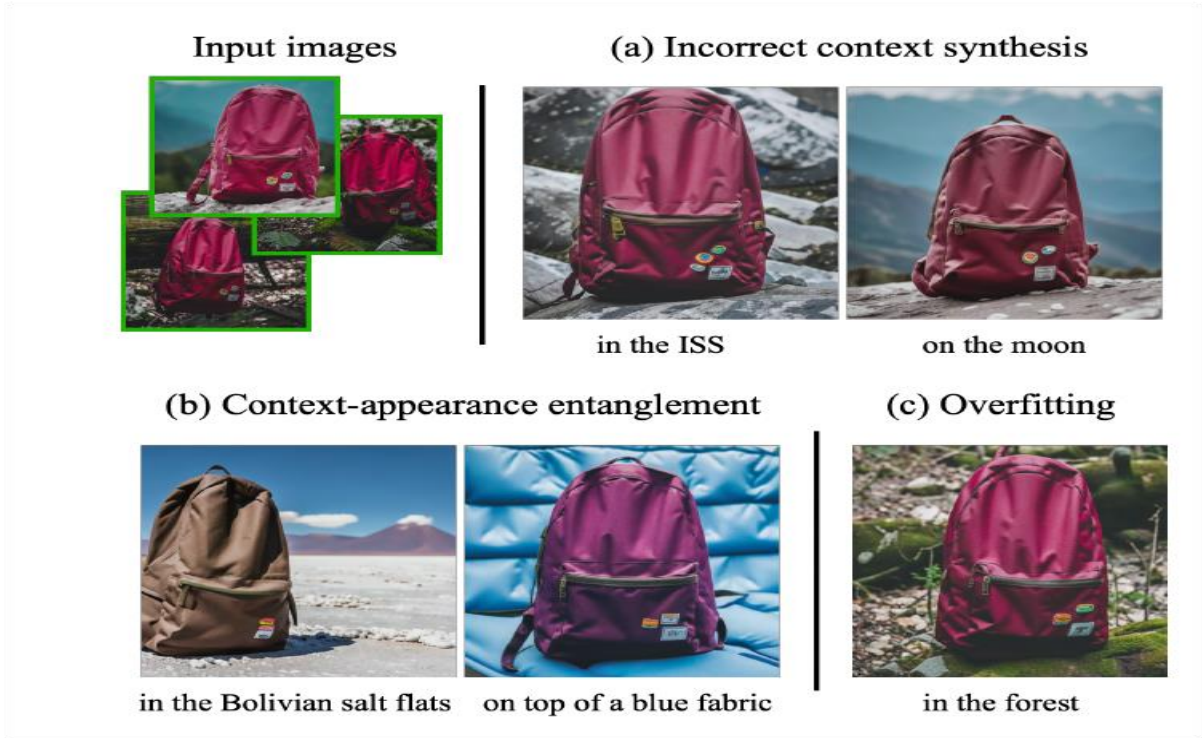 Input images
(a) Incorrect context synthesis
in the ISS
on the moon
(b) Context-appearance entanglement
(c) Overfitting
in the Bolivian salt flats
on top of a blue fabric
in the forest